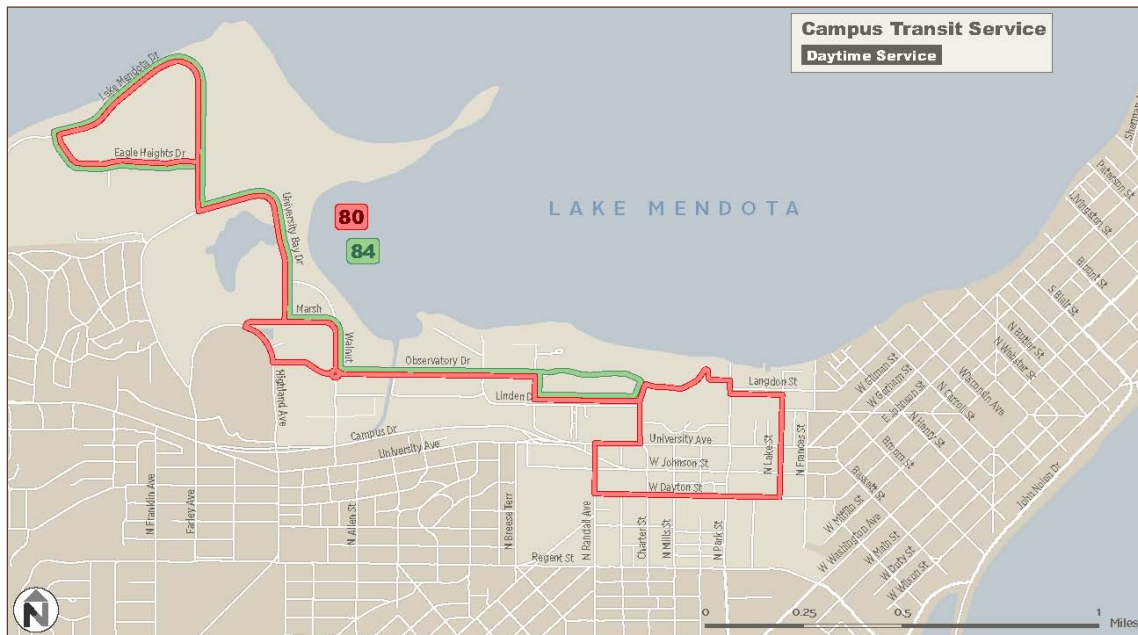 Campus Transit Service
Daytime Service
Lake Mendota Dr
Eagle Heights Dr
University Bay Dr
80
84
LAKE MENDOTA
Marsh
Walnut
Highland Ave
Observatory Dr
Linden D
Campus Dr
University Ave
Langdon St
University Ave
W Johnson St
W Dayton St
N Lake St
N Frances St
N Franklin Ave
Farley Ave
N Allen St
N Breese Terr
N Randall Ave
Regent St
Charter St
N Mills St
N Park St
Sherman
N Paterson St
N Livingston St
Blount St
S Blair St
N Butler St
N Webster St
Wisconsin Ave
N Carroll St
N Henry St
W Gilman St
W Gorham St
E Johnson St
Broom St
Bassett St
W Mifflin St
W Washington Ave
W Main St
W Doty St
W Wilson St
John Nolen Dr
N
0 0.25 0.5 1
Miles